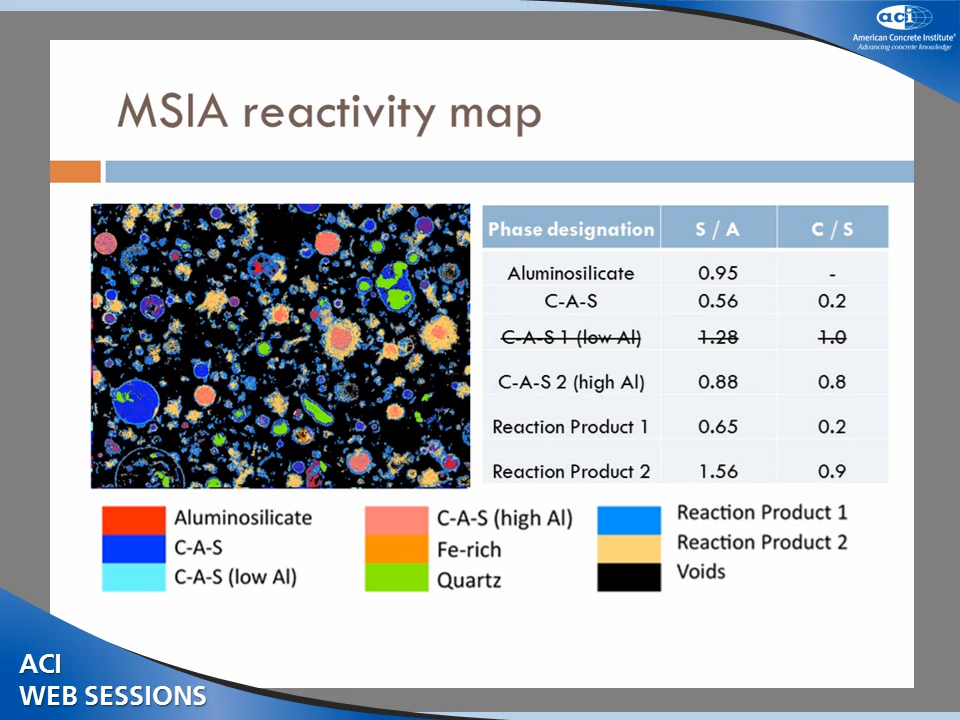 aci
American Concrete Institute®
Advancing concrete knowledge
MSIA reactivity map
Phase designation S / A C / S
Aluminosilicate 0.95 -
C-A-S 0.56 0.2
C-A-S 1 (low Al) 1.28 1.0
C-A-S 2 (high Al) 0.88 0.8
Reaction Product 1 0.65 0.2
Reaction Product 2 1.56 0.9
Aluminosilicate
C-A-S
C-A-S (low Al)
C-A-S (high Al)
Fe-rich
Quartz
Reaction Product 1
Reaction Product 2
Voids
ACI
WEB SESSIONS